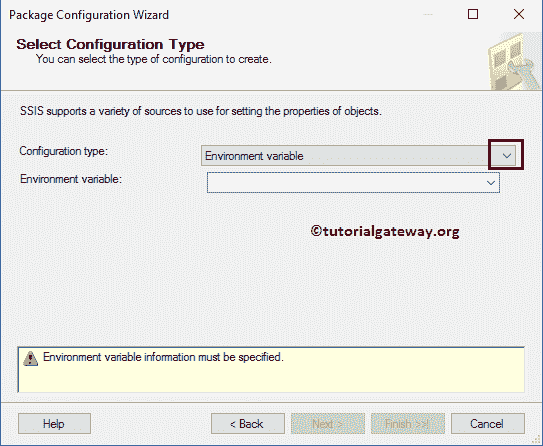 Package Configuration Wizard
Select Configuration Type
You can select the type of configuration to create.
SSIS supports a variety of sources to use for setting the properties of objects.
Configuration type:
Environment variable
Environment variable:
©tutorialgateway.org
Environment variable information must be specified.
Help
< Back
Next >
Finish >>|
Cancel